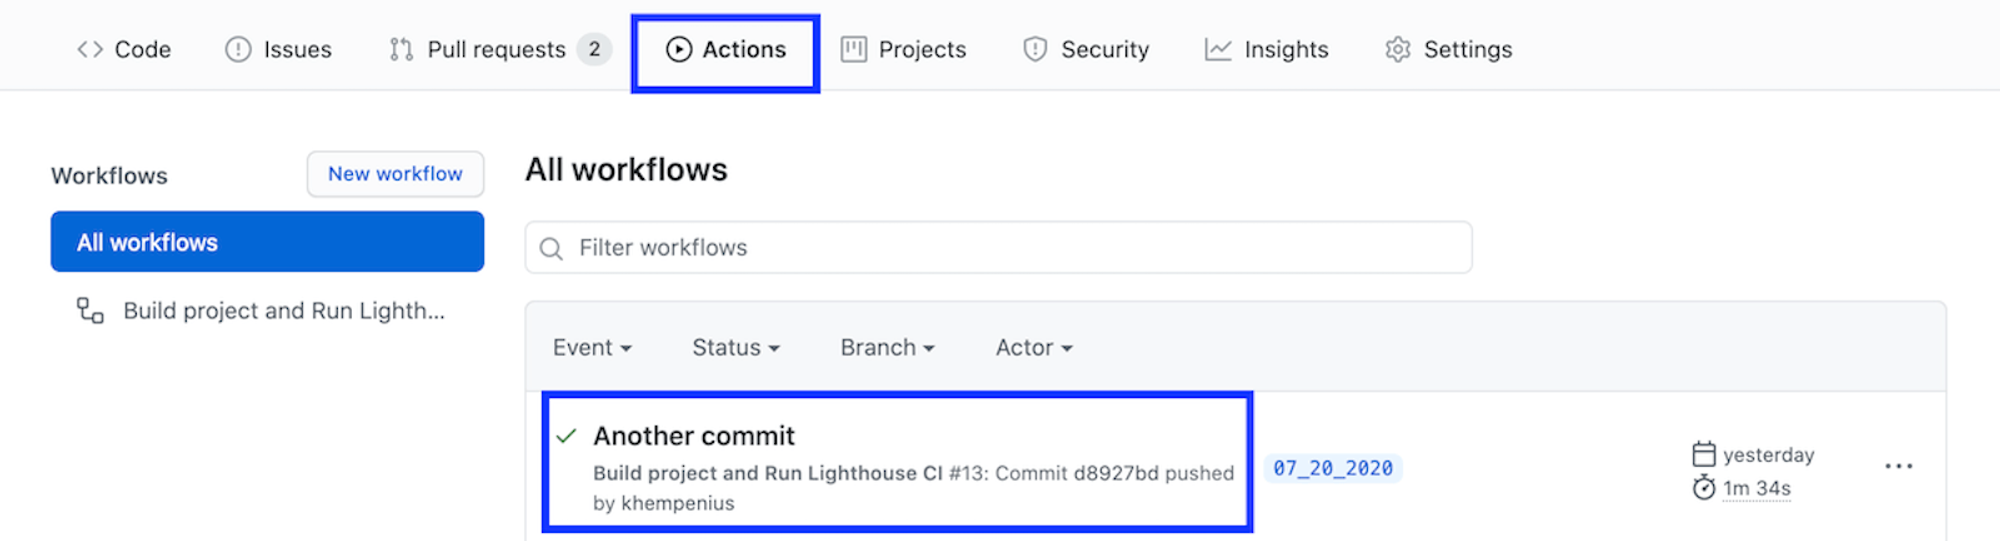 Code Issues Pull requests 2 Actions Projects Security Insights Settings
Workflows
New workflow
All workflows
Build project and Run Lighth...
All workflows
Filter workflows
Event Status Branch Actor
Another commit
Build project and Run Lighthouse CI #13: Commit d8927bd pushed
by khempenius
07_20_2020
yesterday
1m 34s